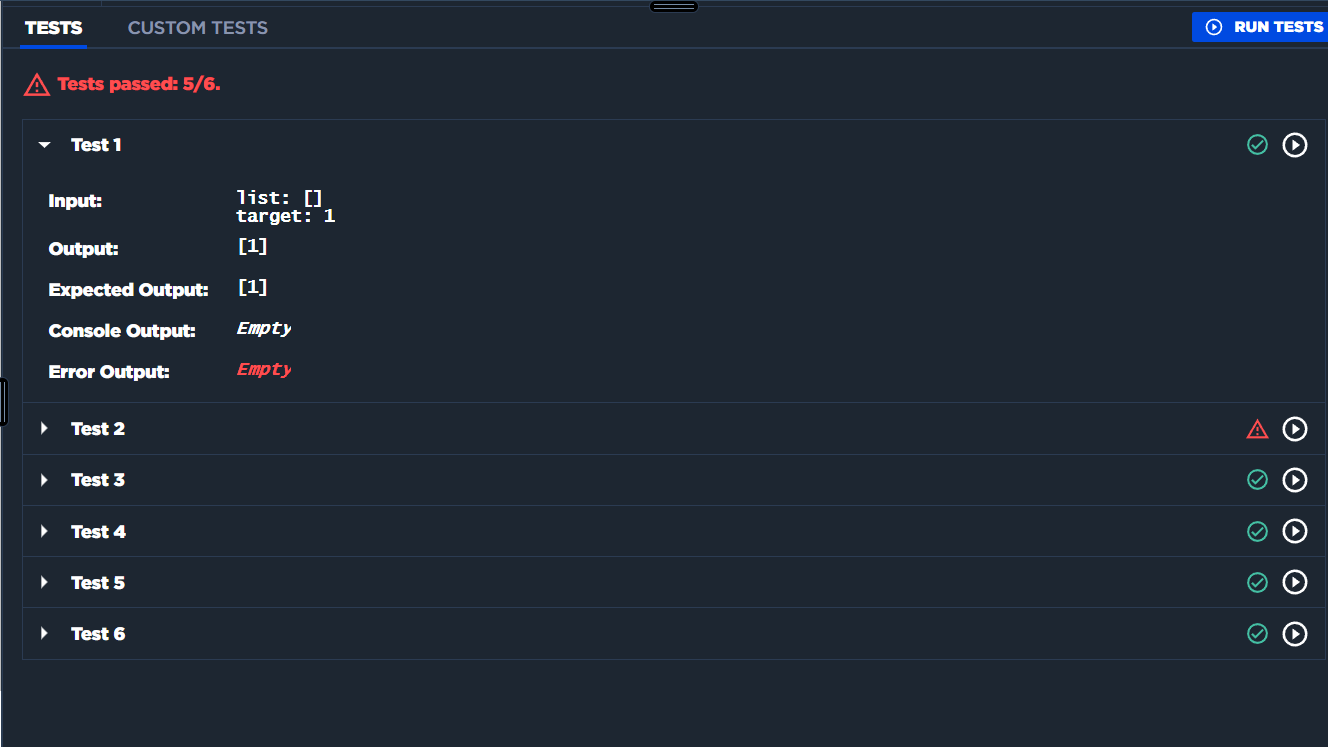 TESTS CUSTOM TESTS RUN TESTS
Tests passed: 5/6.
Test 1
Input: list: []
target: 1
Output: [1]
Expected Output: [1]
Console Output: Empty
Error Output: Empty
Test 2
Test 3
Test 4
Test 5
Test 6